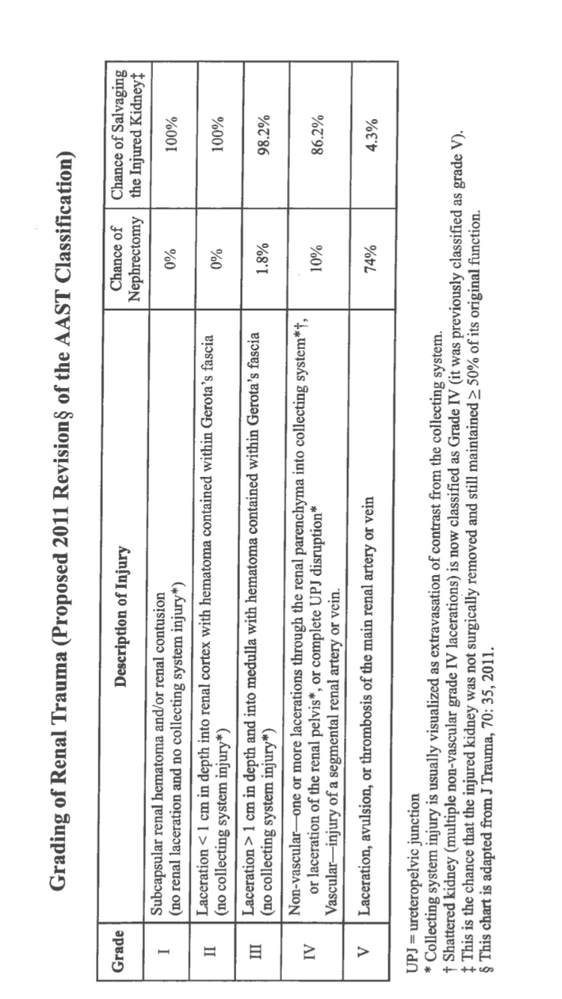 Grading of Renal Trauma (Proposed 2011 Revision§ of the AAST Classification)
Grade
Description of Injury
Chance of
Nephrectomy
Chance of Salvaging
the Injured Kidney‡
I
Subcapsular renal hematoma and/or renal contusion
(no renal laceration and no collecting system injury*)
0%
100%
II
Laceration < 1 cm in depth into renal cortex with hematoma contained within Gerota's fascia
(no collecting system injury*)
0%
100%
III
Laceration > 1 cm in depth and into medulla with hematoma contained within Gerota's fascia
(no collecting system injury*)
1.8%
98.2%
IV
Non-vascular—one or more lacerations through the renal parenchyma into collecting system*†,
or laceration of the renal pelvis*, or complete UPJ disruption*
Vascular—injury of a segmental renal artery or vein.
10%
86.2%
V
Laceration, avulsion, or thrombosis of the main renal artery or vein
74%
4.3%
UPJ = ureteropelvic junction
* Collecting system injury is usually visualized as extravasation of contrast from the collecting system.
† Shattered kidney (multiple non-vascular grade IV lacerations) is now classified as Grade IV (it was previously classified as grade V).
‡ This is the chance that the injured kidney was not surgically removed and still maintained ≥ 50% of its original function.
§ This chart is adapted from J Trauma, 70: 35, 2011.